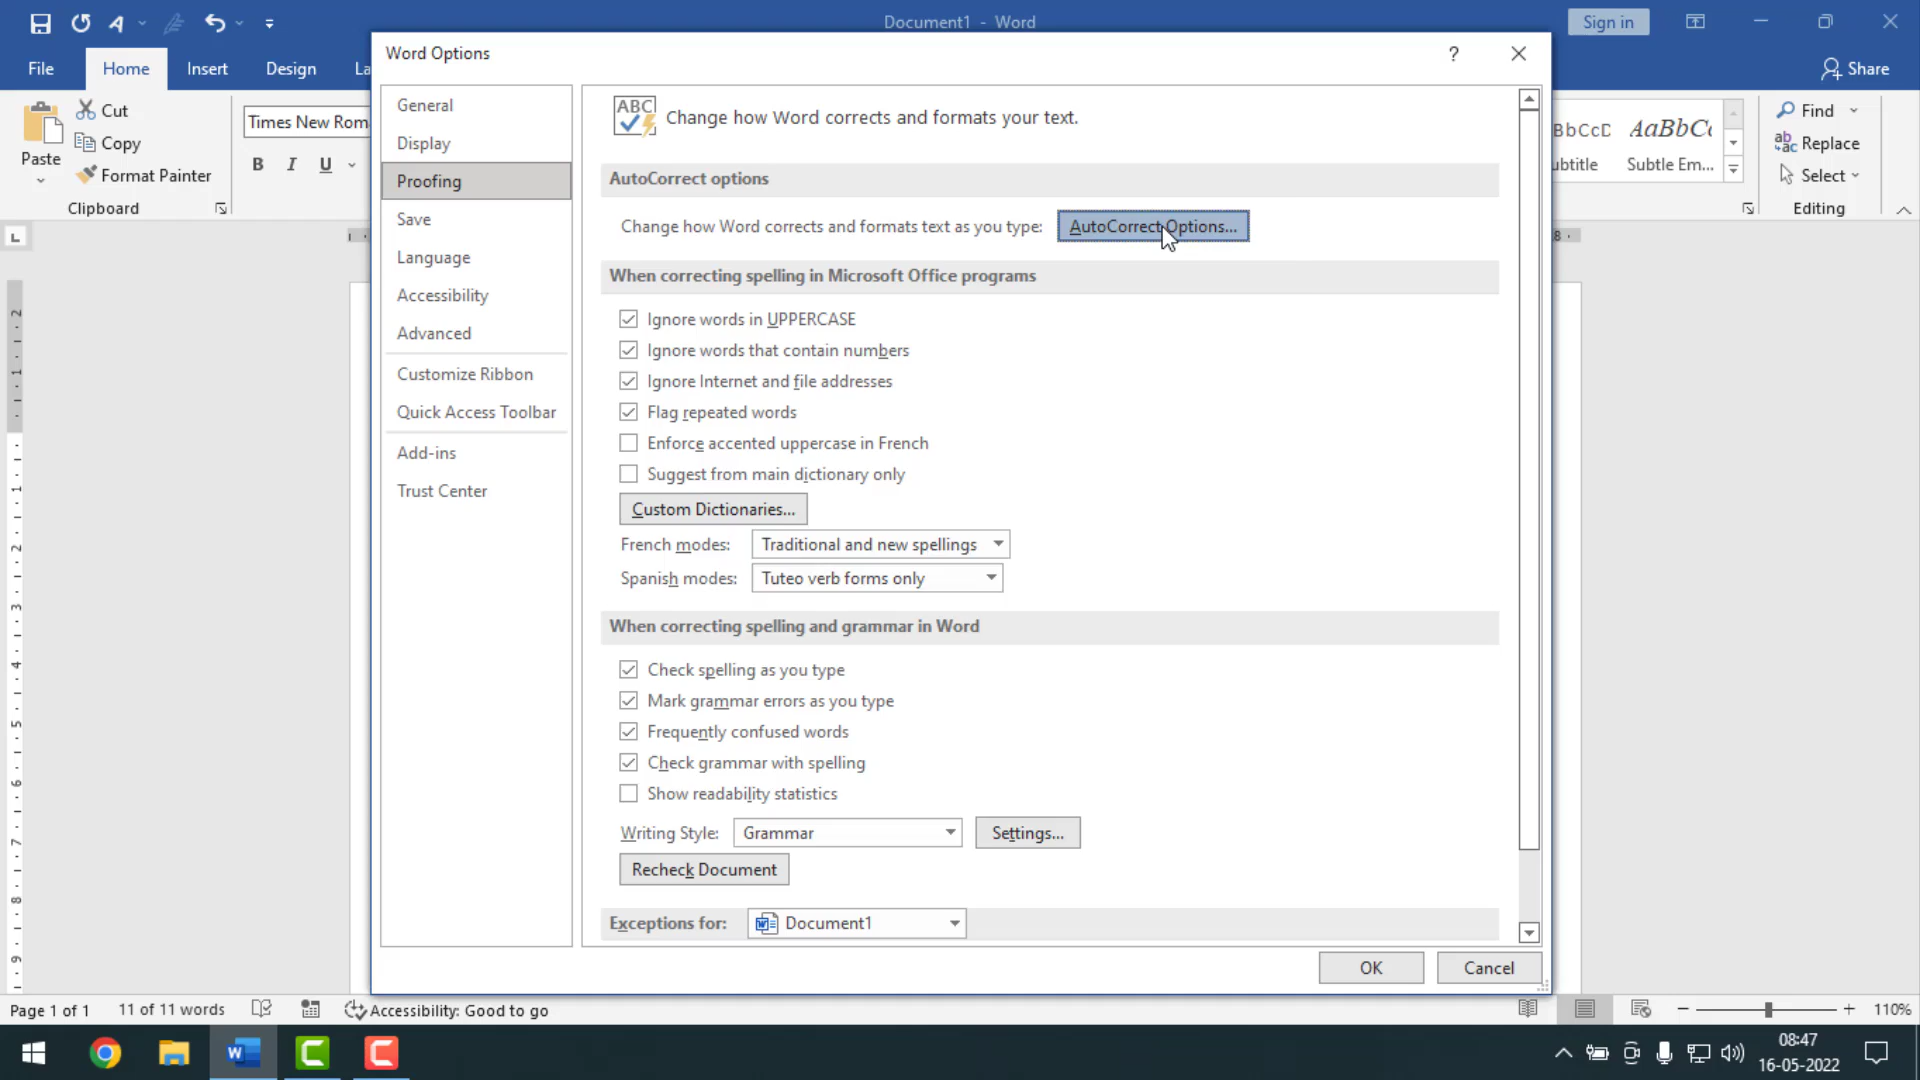 Document1 - Word
Sign in
File
Home
Insert
Design
La
Share
Paste
Cut
Copy
Format Painter
Clipboard
Times New Rom
B I U
BbCcD
AaBbCc
ubtitle
Subtle Em...
Find
Replace
Select
Editing
Word Options
?
General
Display
Proofing
Save
Language
Accessibility
Advanced
Customize Ribbon
Quick Access Toolbar
Add-ins
Trust Center
ABC
Change how Word corrects and formats your text.
AutoCorrect options
Change how Word corrects and formats text as you type:
AutoCorrect Options...
When correcting spelling in Microsoft Office programs
Ignore words in UPPERCASE
Ignore words that contain numbers
Ignore Internet and file addresses
Flag repeated words
Enforce accented uppercase in French
Suggest from main dictionary only
Custom Dictionaries...
French modes: Traditional and new spellings
Spanish modes: Tuteo verb forms only
When correcting spelling and grammar in Word
Check spelling as you type
Mark grammar errors as you type
Frequently confused words
Check grammar with spelling
Show readability statistics
Writing Style: Grammar
Settings...
Recheck Document
Exceptions for: Document1
OK
Cancel
Page 1 of 1
11 of 11 words
Accessibility: Good to go
110%
08:47
16-05-2022